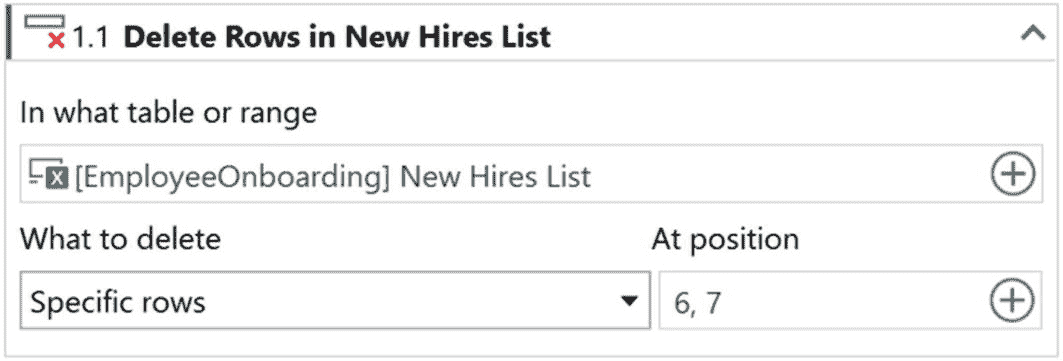 1.1 Delete Rows in New Hires List
In what table or range
[EmployeeOnboarding] New Hires List
What to delete At position
Specific rows 6, 7